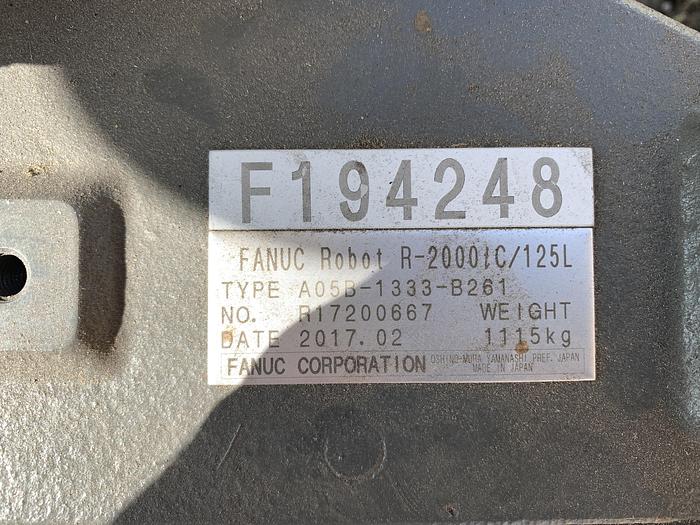 F194248
FANUC Robot R-2000iC/125L
TYPE A05B-1333-B261
NO. R17200667 WEIGHT
DATE 2017.02 1115kg
FANUC CORPORATION OSHINO-MURA YAMANASHI PREF. JAPAN
MADE IN JAPAN